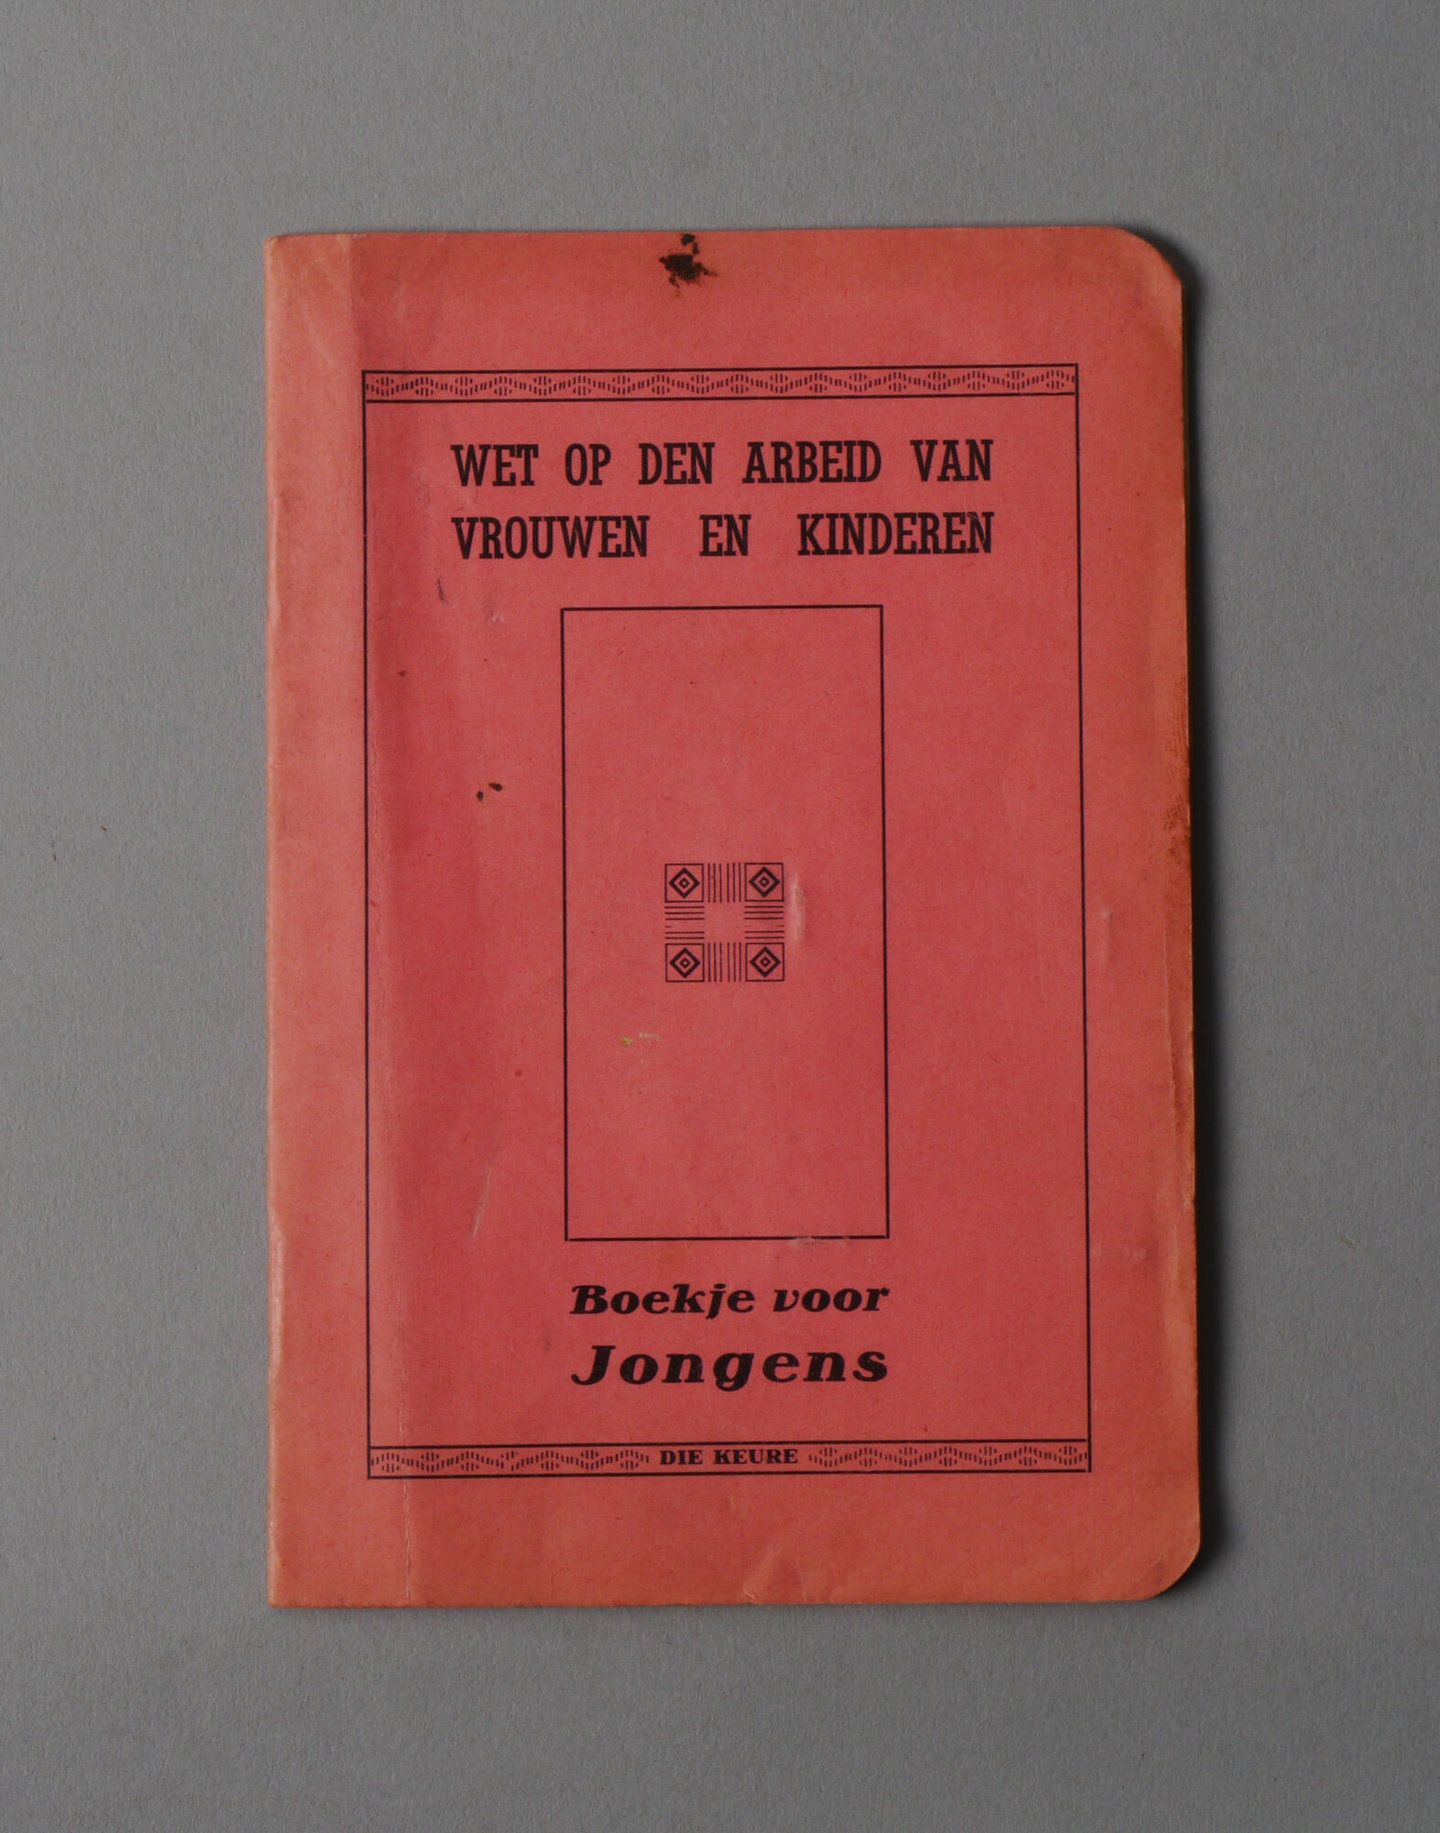 WET OP DEN ARBEID VAN
VROUWEN EN KINDEREN
Boekje voor
Jongens
DIE KEURE